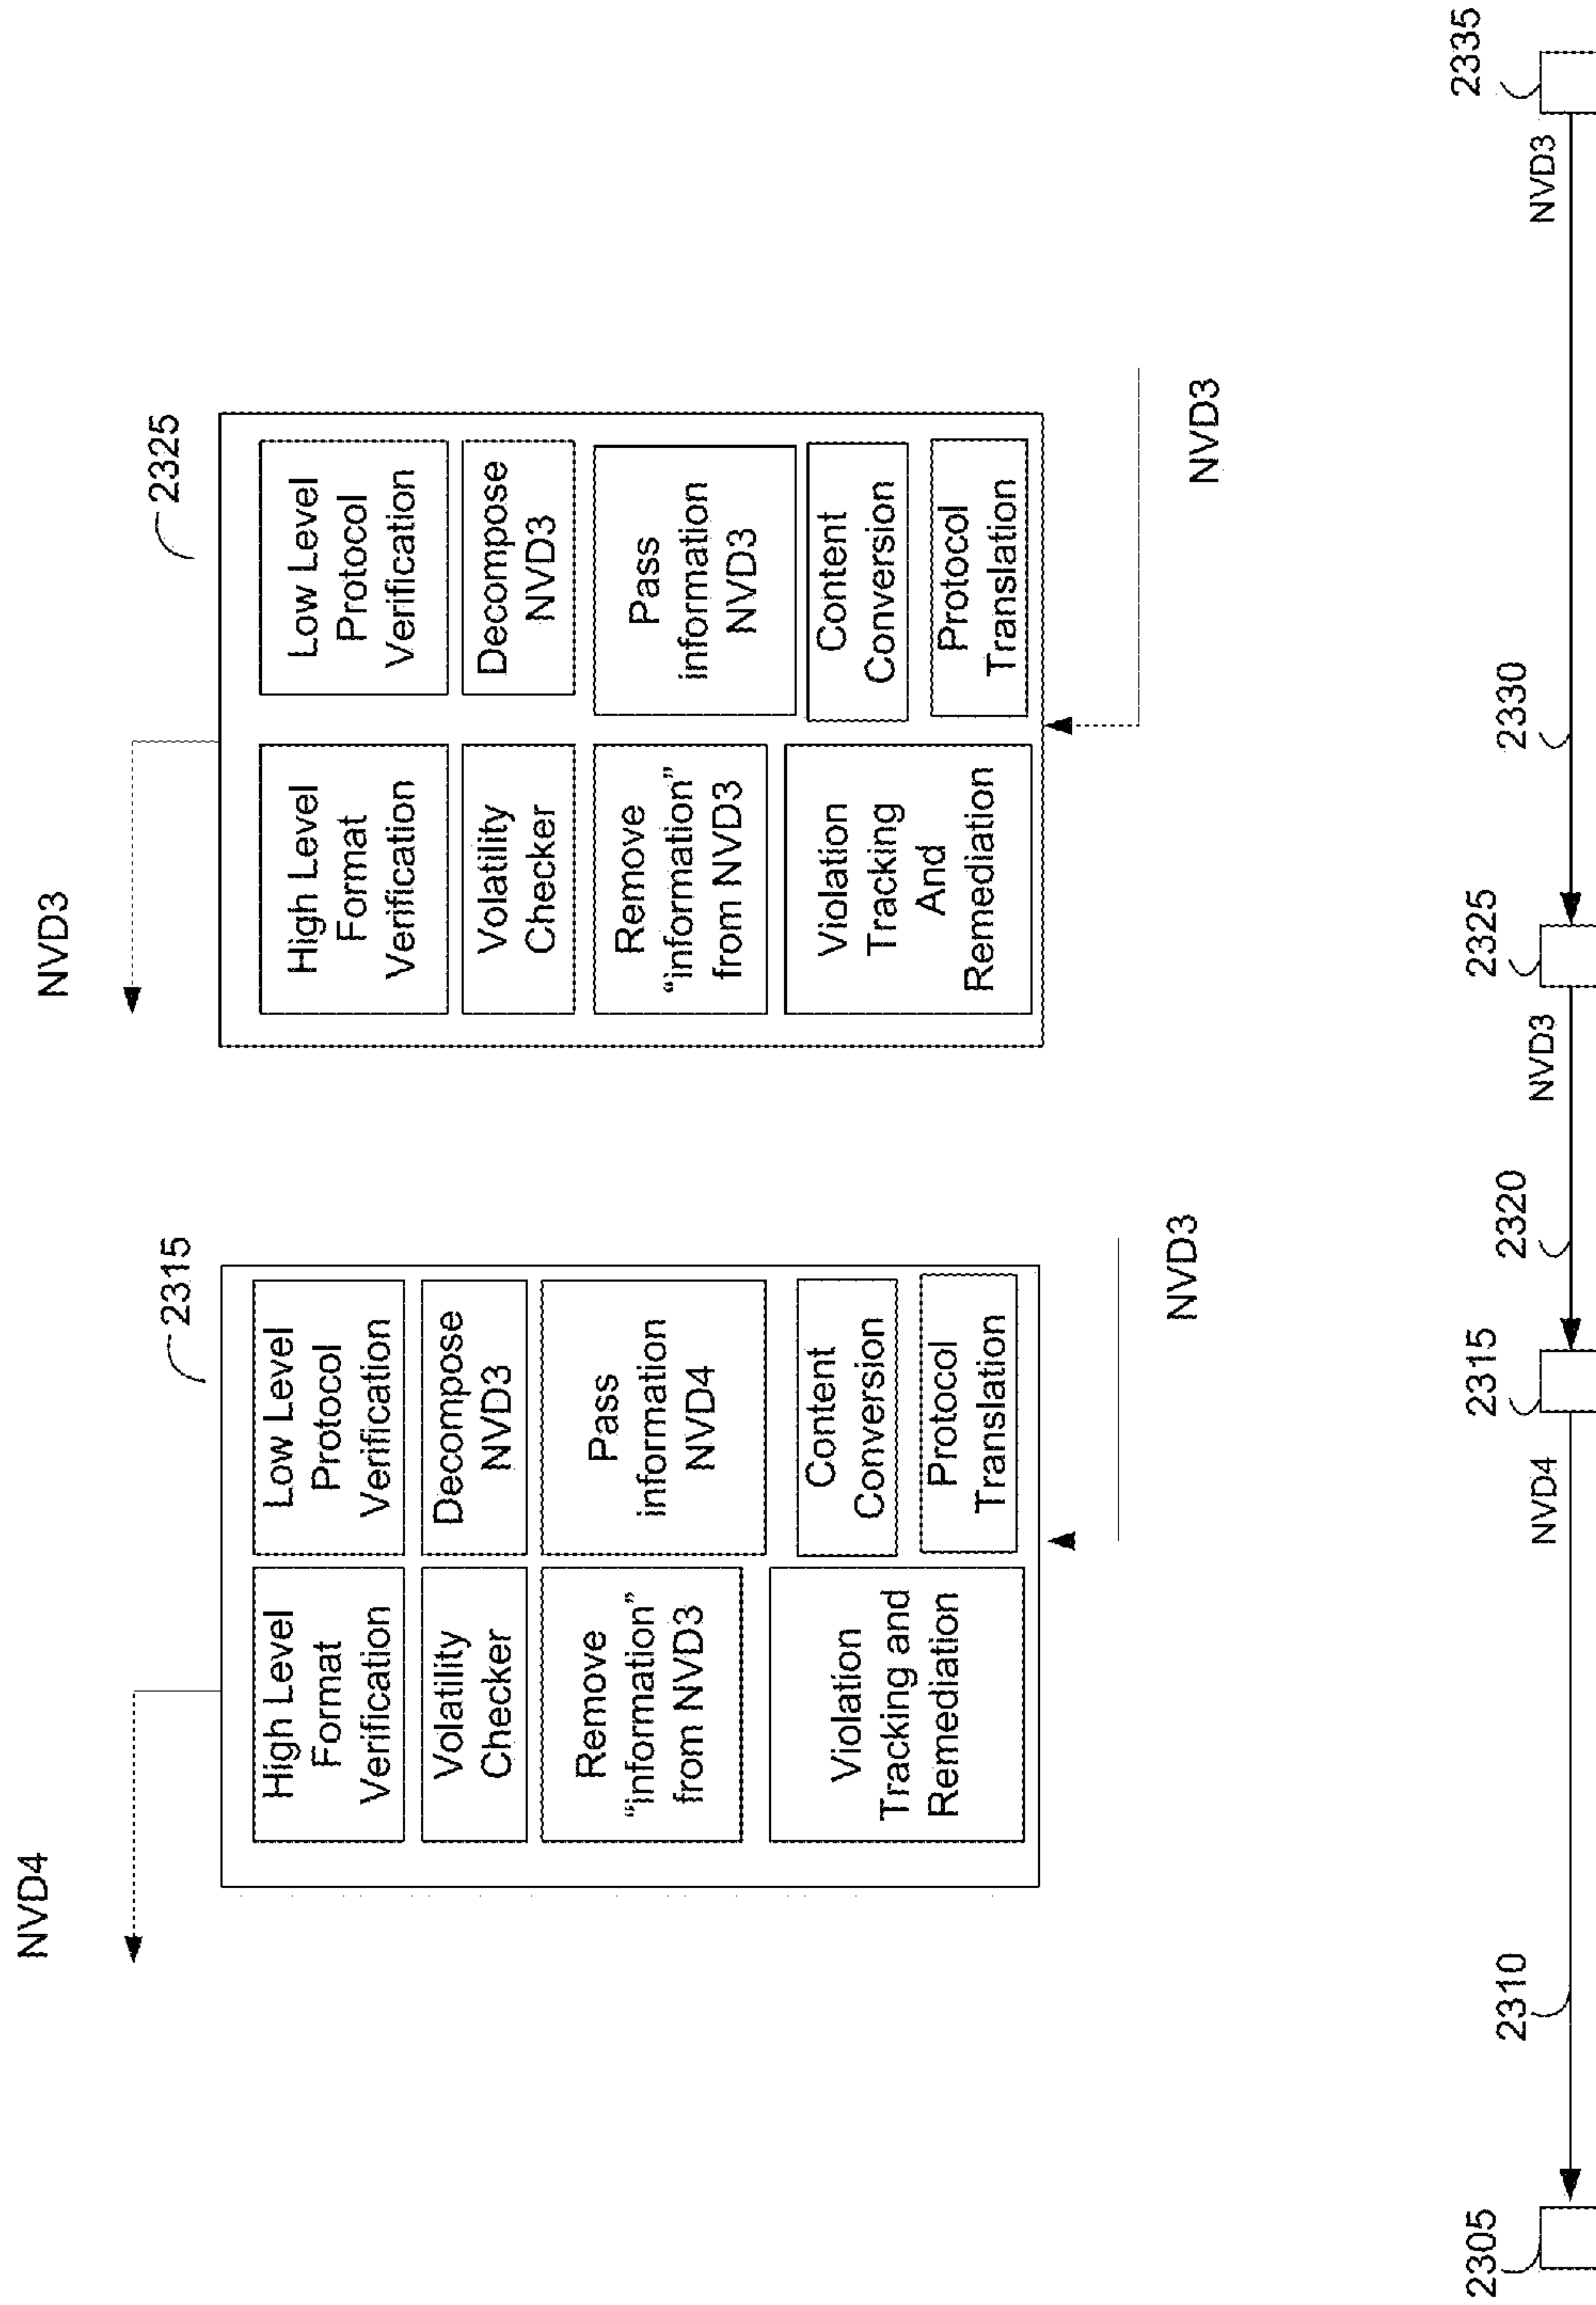 NVD4
NVD3
2315
2325
High Level
Format
Verification
Low Level
Protocol
Verification
Volatility
Checker
Decompose
NVD3
Remove
“information”
from NVD3
Pass
information
NVD4
Violation
Tracking and
Remediation
Content
Conversion
Protocol
Translation
NVD3
High Level
Format
Verification
Low Level
Protocol
Verification
Volatility
Checker
Decompose
NVD3
Remove
“information”
from NVD3
Pass
information
NVD3
Violation
Tracking
And
Remediation
Content
Conversion
Protocol
Translation
NVD3
2305
2310
2315
2320
2325
2330
2335
NVD4
NVD3
NVD3